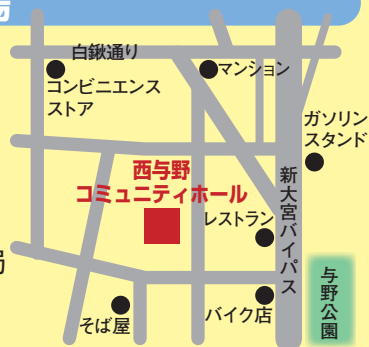 白鍬通り
コンビニエンス
ストア
マンション
ガソリン
スタンド
西与野
コミュニティホール
新大宮バイパス
レストラン
与野公園
バイク店
そば屋